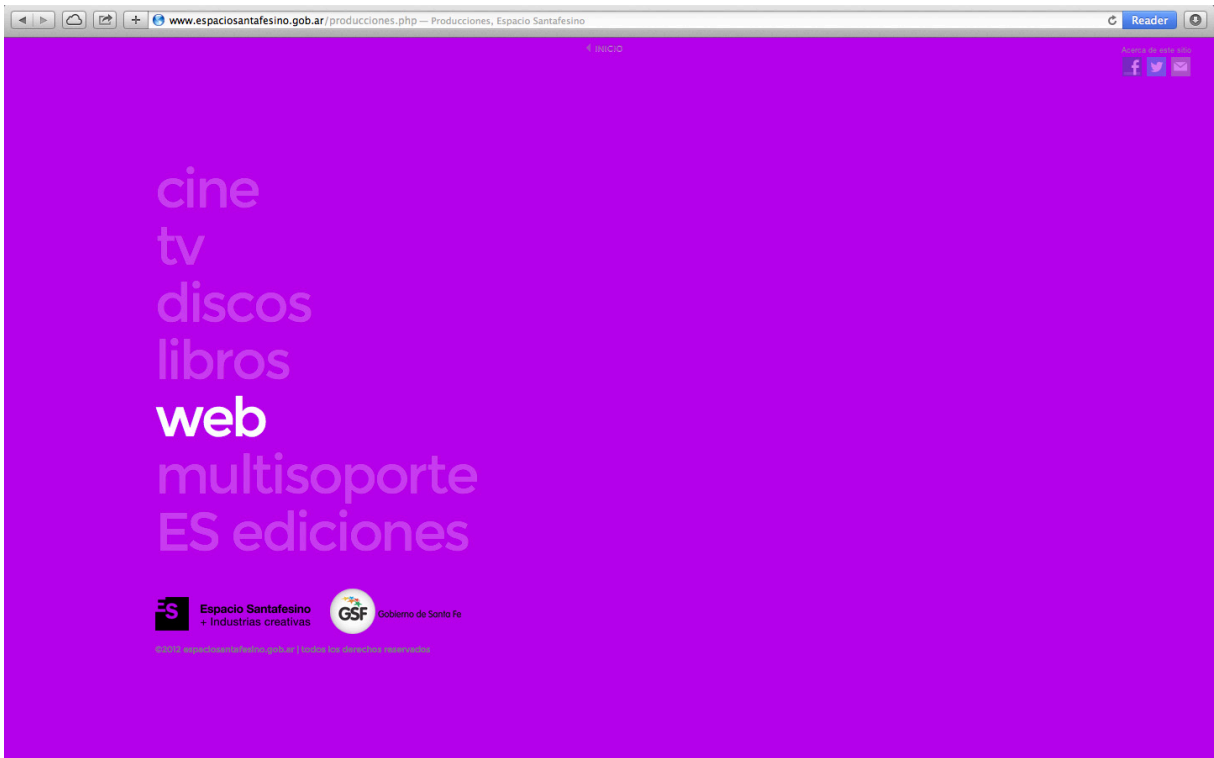 www.espaciosantafesino.gob.ar/producciones.php — Producciones, Espacio Santafesino
Reader
INICIO
Acerca de este sitio
cine
tv
discos
libros
web
multisoporte
ES ediciones
ES
Espacio Santafesino
+ Industrias creativas
GSF
Gobierno de Santa Fe
©2012 espaciosantafesino.gob.ar | todos los derechos reservados